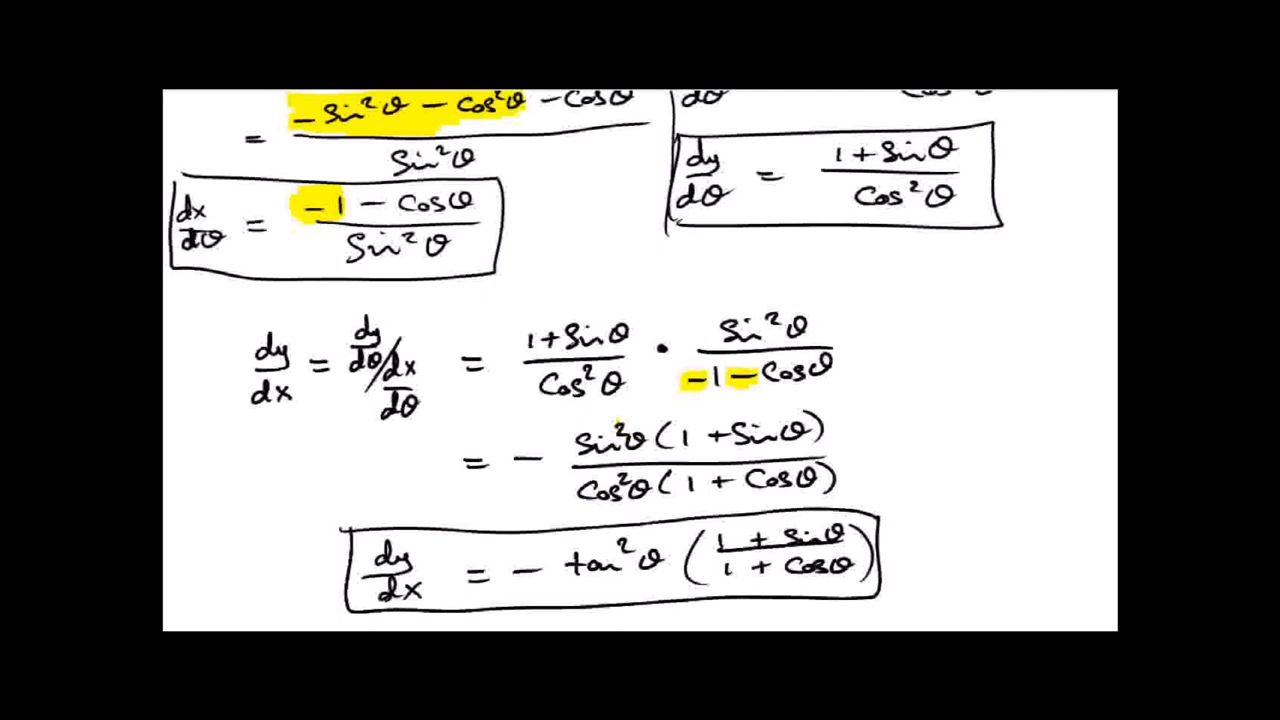 = (-sin²θ - cos²θ - cosθ)/(sin²θ)
dx/dθ = (-1 - cosθ)/(sin²θ)
dθ
dy/dθ = (1 + sinθ)/(cos²θ)
dy/dx = (dy/dθ)/(dx/dθ) = (1 + sinθ)/(cos²θ) · (sin²θ)/(-1 - cosθ)
= - (sin²θ(1 + sinθ))/(cos²θ(1 + cosθ))
dy/dx = - tan²θ ((1 + sinθ)/(1 + cosθ))